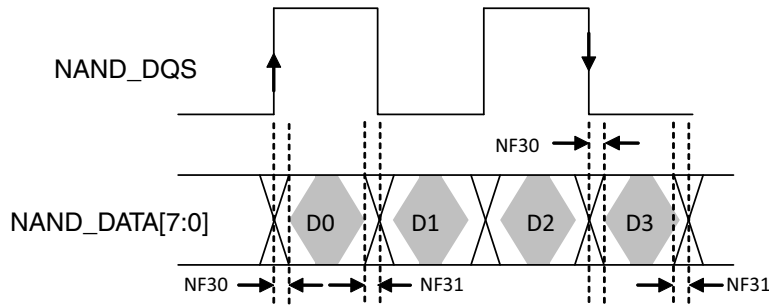 NAND_DQS
NF30
NAND_DATA[7:0]
D0 D1 D2 D3
NF30 NF31 NF31